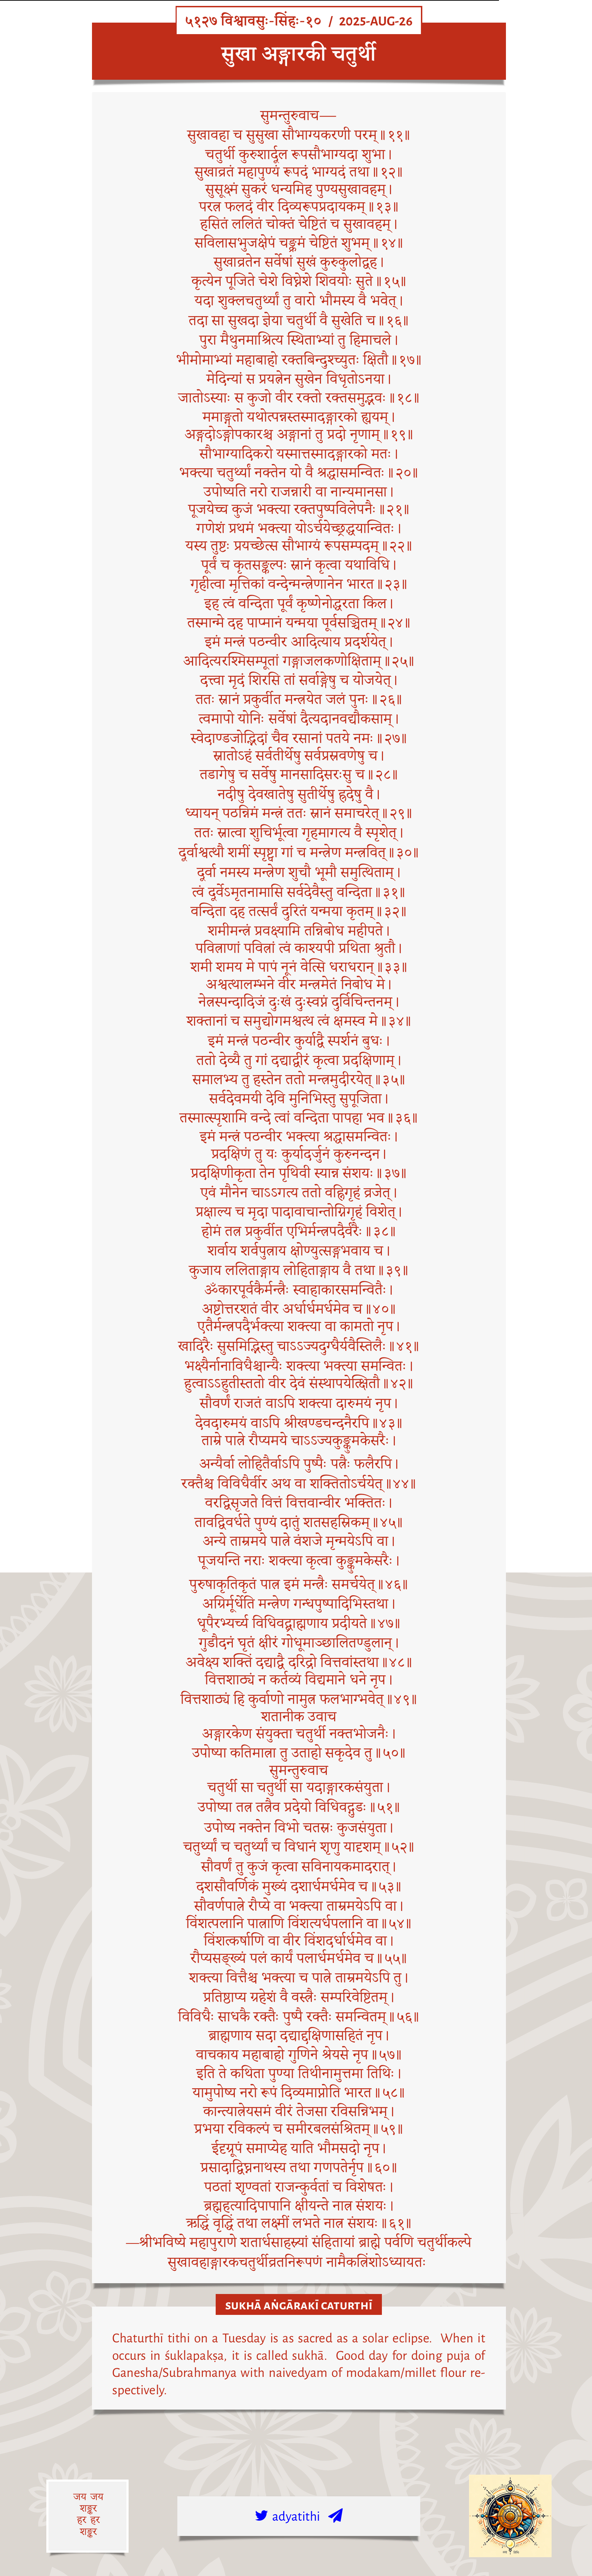 ५१२७ विश्वावसुः-सिंहः-१० / 2025-AUG-26
सुखा अङ्गारकी चतुर्थी
सुमन्तुरुवाच—
सुखावहा च सुसुखा सौभाग्यकरणी परम्॥११॥
चतुर्थी कुरुशार्दूल रूपसौभाग्यदा शुभा।
सुखाव्रतं महापुण्यं रूपदं भाग्यदं तथा॥१२॥
सुसूक्ष्मं सुकरं धन्यमिह पुण्यसुखावहम्।
परत्र फलदं वीर दिव्यरूपप्रदायकम्॥१३॥
हसितं ललितं चोक्तं चेष्टितं च सुखावहम्।
सविलासभुजक्षेपं चङ्क्रमं चेष्टितं शुभम्॥१४॥
सुखाव्रतेन सर्वेषां सुखं कुरुकुलोद्वह।
कृत्येन पूजिते चेशे विघ्नेशे शिवयोः सुते॥१५॥
यदा शुक्लचतुर्थ्यां तु वारो भौमस्य वै भवेत्।
तदा सा सुखदा ज्ञेया चतुर्थी वै सुखेति च॥१६॥
पुरा मैथुनमाश्रित्य स्थिताभ्यां तु हिमाचले।
भीमोमाभ्यां महाबाहो रक्तबिन्दुश्च्युतः क्षितौ॥१७॥
मेदिन्यां स प्रयत्नेन सुखेन विधृतोऽनया।
जातोऽस्याः स कुजो वीर रक्तो रक्तसमुद्भवः॥१८॥
ममाङ्गतो यथोत्पन्नस्तस्मादङ्गारको ह्ययम्।
अङ्गदोऽङ्गोपकारश्च अङ्गानां तु प्रदो नृणाम्॥१९॥
सौभाग्यादिकरो यस्मात्तस्मादङ्गारको मतः।
भक्त्या चतुर्थ्यां नक्तेन यो वै श्रद्धासमन्वितः॥२०॥
उपोष्यति नरो राजन्नारी वा नान्यमानसा।
पूजयेच्च कुजं भक्त्या रक्तपुष्पविलेपनैः॥२१॥
गणेशं प्रथमं भक्त्या योऽर्चयेच्छ्रद्धयान्वितः।
यस्य तुष्टः प्रयच्छेत्स सौभाग्यं रूपसम्पदम्॥२२॥
पूर्वं च कृतसङ्कल्पः स्नानं कृत्वा यथाविधि।
गृहीत्वा मृत्तिकां वन्देन्मन्त्रेणानेन भारत॥२३॥
इह त्वं वन्दिता पूर्वं कृष्णेनोद्धरता किल।
तस्मान्मे दह पाप्मानं यन्मया पूर्वसञ्चितम्॥२४॥
इमं मन्त्रं पठन्वीर आदित्याय प्रदर्शयेत्।
आदित्यरश्मिसम्पूतां गङ्गाजलकणोक्षिताम्॥२५॥
दत्त्वा मृदं शिरसि तां सर्वाङ्गेषु च योजयेत्।
ततः स्नानं प्रकुर्वीत मन्त्रयेत जलं पुनः॥२६॥
त्वमापो योनिः सर्वेषां दैत्यदानवद्यौकसाम्।
स्वेदाण्डजोद्भिदां चैव रसानां पतये नमः॥२७॥
स्नातोऽहं सर्वतीर्थेषु सर्वप्रस्रवणेषु च।
तडागेषु च सर्वेषु मानसादिसरःसु च॥२८॥
नदीषु देवखातेषु सुतीर्थेषु ह्रदेषु वै।
ध्यायन् पठन्निमं मन्त्रं ततः स्नानं समाचरेत्॥२९॥
ततः स्नात्वा शुचिर्भूत्वा गृहमागत्य वै स्पृशेत्।
दूर्वाश्वत्थौ शमीं स्पृष्ट्वा गां च मन्त्रेण मन्त्रवित्॥३०॥
दूर्वा नमस्य मन्त्रेण शुचौ भूमौ समुत्थिताम्।
त्वं दूर्वेऽमृतनामासि सर्वदेवैस्तु वन्दिता॥३१॥
वन्दिता दह तत्सर्वं दुरितं यन्मया कृतम्॥३२॥
शमीमन्त्रं प्रवक्ष्यामि तन्निबोध महीपते।
पवित्राणां पवित्रां त्वं काश्यपी प्रथिता श्रुतौ।
शमी शमय मे पापं नूनं वेत्सि धराधरान्॥३३॥
अश्वत्थालम्भने वीर मन्त्रमेतं निबोध मे।
नेत्रस्पन्दादिजं दुःखं दुःस्वप्नं दुर्विचिन्तनम्।
शक्तानां च समुद्योगमश्वत्थ त्वं क्षमस्व मे॥३४॥
इमं मन्त्रं पठन्वीर कुर्याद्वै स्पर्शनं बुधः।
ततो देव्यै तु गां दद्याद्वीरं कृत्वा प्रदक्षिणाम्।
समालभ्य तु हस्तेन ततो मन्त्रमुदीरयेत्॥३५॥
सर्वदेवमयी देवि मुनिभिस्तु सुपूजिता।
तस्मात्स्पृशामि वन्दे त्वां वन्दिता पापहा भव॥३६॥
इमं मन्त्रं पठन्वीर भक्त्या श्रद्धासमन्वितः।
प्रदक्षिणं तु यः कुर्यादर्जुनं कुरुनन्दन।
प्रदक्षिणीकृता तेन पृथिवी स्यान्न संशयः॥३७॥
एवं मौनेन चाऽऽगत्य ततो वह्निगृहं व्रजेत्।
प्रक्षाल्य च मृदा पादावाचान्तोग्निगृहं विशेत्।
होमं तत्र प्रकुर्वीत एभिर्मन्त्रपदैर्वरैः॥३८॥
शर्वाय शर्वपुत्राय क्षोण्युत्सङ्गभवाय च।
कुजाय ललिताङ्गाय लोहिताङ्गाय वै तथा॥३९॥
ॐकारपूर्वकैर्मन्त्रैः स्वाहाकारसमन्वितैः।
अष्टोत्तरशतं वीर अर्धार्धमर्धमेव च॥४०॥
एतैर्मन्त्रपदैर्भक्त्या शक्त्या वा कामतो नृप।
खादिरैः सुसमिद्भिस्तु चाऽऽज्यदुग्धैर्यवैस्तिलैः॥४१॥
भक्ष्यैर्नानाविधैश्चान्यैः शक्त्या भक्त्या समन्वितः।
हुत्वाऽऽहुतीस्ततो वीर देवं संस्थापयेत्क्षितौ॥४२॥
सौवर्णं राजतं वाऽपि शक्त्या दारुमयं नृप।
देवदारुमयं वाऽपि श्रीखण्डचन्दनैरपि॥४३॥
ताम्रे पात्रे रौप्यमये चाऽऽज्यकुङ्कुमकेसरैः।
अन्यैर्वा लोहितैर्वाऽपि पुष्पैः पत्रैः फलैरपि।
रक्तैश्च विविधैर्वीर अथ वा शक्तितोऽर्चयेत्॥४४॥
वरद्विसृजते वित्तं वित्तवान्वीर भक्तितः।
तावद्विवर्धते पुण्यं दातुं शतसहस्रिकम्॥४५॥
अन्ये ताम्रमये पात्रे वंशजे मृन्मयेऽपि वा।
पूजयन्ति नराः शक्त्या कृत्वा कुङ्कुमकेसरैः।
पुरुषाकृतिकृतं पात्र इमं मन्त्रैः समर्चयेत्॥४६॥
अग्निर्मूर्धेति मन्त्रेण गन्धपुष्पादिभिस्तथा।
धूपैरभ्यर्च्य विधिवद्ब्राह्मणाय प्रदीयते॥४७॥
गुडौदनं घृतं क्षीरं गोधूमाञ्छालितण्डुलान्।
अवेक्ष्य शक्तिं दद्याद्वै दरिद्रो वित्तवांस्तथा॥४८॥
वित्तशाठ्यं न कर्तव्यं विद्यमाने धने नृप।
वित्तशाठ्यं हि कुर्वाणो नामुत्र फलभाग्भवेत्॥४९॥
शतानीक उवाच
अङ्गारकेण संयुक्ता चतुर्थी नक्तभोजनैः।
उपोष्या कतिमात्रा तु उताहो सकृदेव तु॥५०॥
सुमन्तुरुवाच
चतुर्थी सा चतुर्थी सा यदाङ्गारकसंयुता।
उपोष्या तत्र तत्रैव प्रदेयो विधिवद्गुडः॥५१॥
उपोष्य नक्तेन विभो चतस्रः कुजसंयुता।
चतुर्थ्यां च चतुर्थ्यां च विधानं शृणु यादृशम्॥५२॥
सौवर्णं तु कुजं कृत्वा सविनायकमादरात्।
दशसौवर्णिकं मुख्यं दशार्धमर्धमेव च॥५३॥
सौवर्णपात्रे रौप्ये वा भक्त्या ताम्रमयेऽपि वा।
विंशत्पलानि पात्राणि विंशत्यर्धपलानि वा॥५४॥
विंशत्कर्षाणि वा वीर विंशदर्धार्धमेव वा।
रौप्यसङ्ख्यं पलं कार्यं पलार्धमर्धमेव च॥५५॥
शक्त्या वित्तैश्च भक्त्या च पात्रे ताम्रमयेऽपि तु।
प्रतिष्ठाप्य ग्रहेशं वै वस्त्रैः सम्परिवेष्टितम्।
विविधैः साधकै रक्तैः पुष्पै रक्तैः समन्वितम्॥५६॥
ब्राह्मणाय सदा दद्याद्दक्षिणासहितं नृप।
वाचकाय महाबाहो गुणिने श्रेयसे नृप॥५७॥
इति ते कथिता पुण्या तिथीनामुत्तमा तिथिः।
यामुपोष्य नरो रूपं दिव्यमाप्नोति भारत॥५८॥
कान्त्यात्रेयसमं वीरं तेजसा रविसन्निभम्।
प्रभया रविकल्पं च समीरबलसंश्रितम्॥५९॥
ईदृग्रूपं समाप्येह याति भौमसदो नृप।
प्रसादाद्विघ्ननाथस्य तथा गणपतेर्नृप॥६०॥
पठतां शृण्वतां राजन्कुर्वतां च विशेषतः।
ब्रह्महत्यादिपापानि क्षीयन्ते नात्र संशयः।
ऋद्धिं वृद्धिं तथा लक्ष्मीं लभते नात्र संशयः॥६१॥
—श्रीभविष्ये महापुराणे शतार्धसाहस्र्यां संहितायां ब्राह्मे पर्वणि चतुर्थीकल्पे
सुखावहाङ्गारकचतुर्थीव्रतनिरूपणं नामैकत्रिंशोऽध्यायतः
SUKHĀ AṄGĀRAKĪ CATURTHĪ
Chaturthī tithi on a Tuesday is as sacred as a solar eclipse. When it
occurs in śuklapakṣa, it is called sukhā. Good day for doing puja of
Ganesha/Subrahmanya with naivedyam of modakam/millet flour re-
spectively.
जय जय
शङ्कर
हर हर
शङ्कर
adyatithi